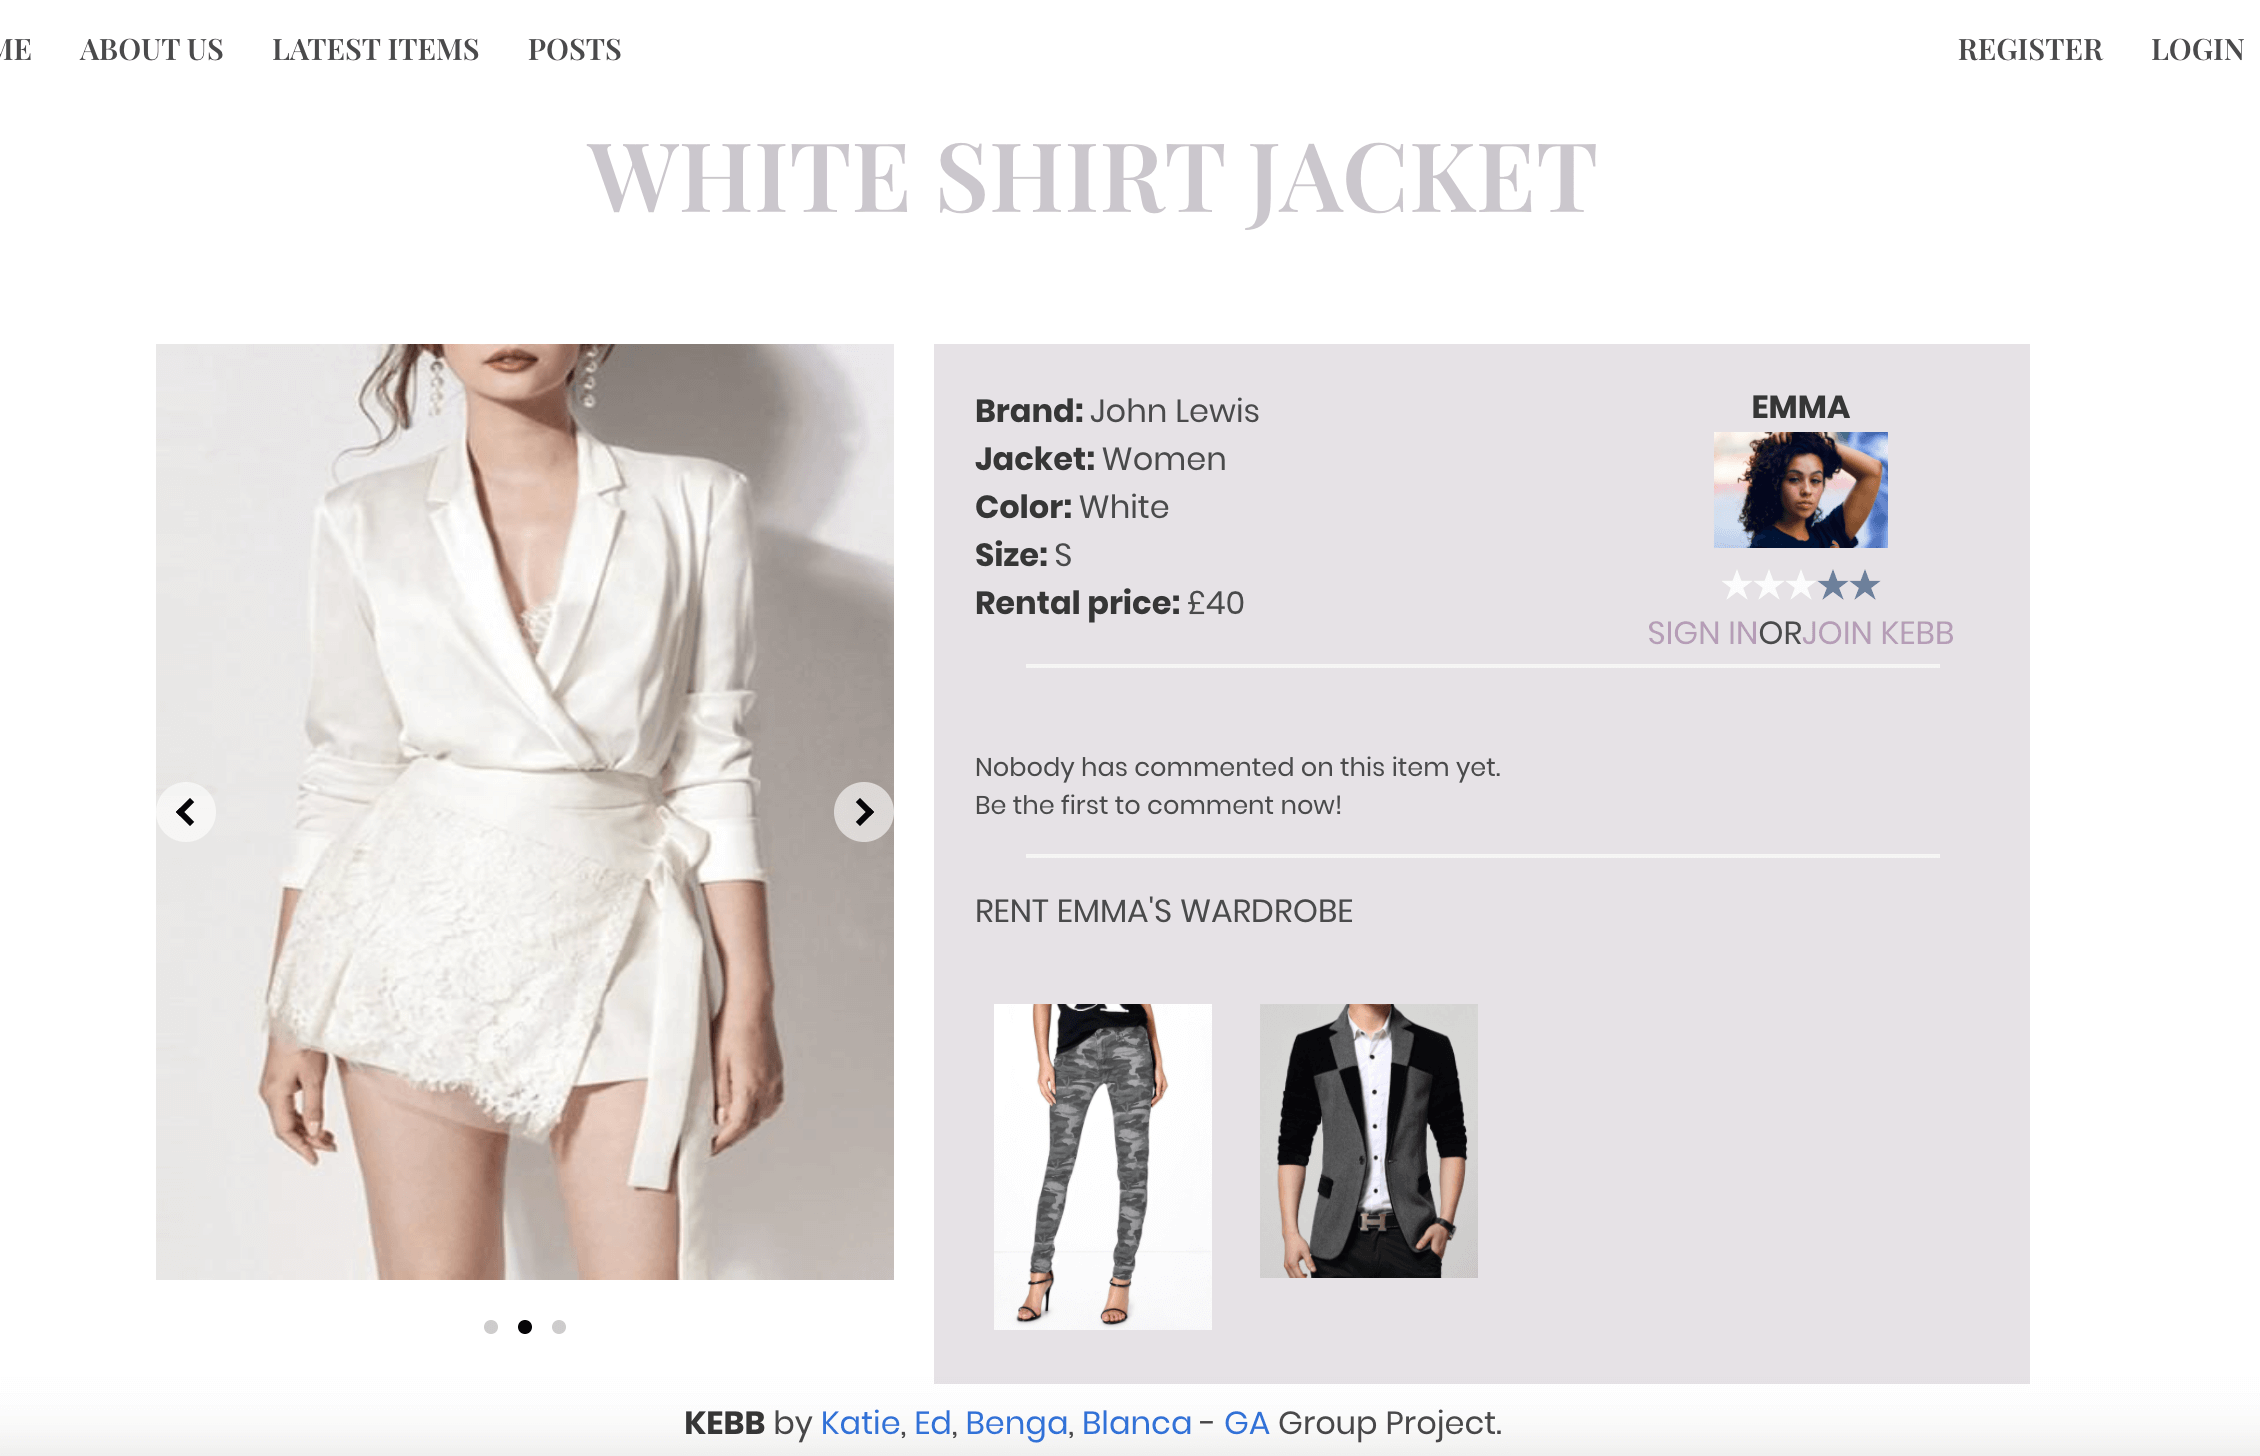 ME ABOUT US LATEST ITEMS POSTS REGISTER LOGIN
WHITE SHIRT JACKET
Brand: John Lewis
Jacket: Women
Color: White
Size: S
Rental price: £40
EMMA
SIGN INORJOIN KEBB
Nobody has commented on this item yet.
Be the first to comment now!
RENT EMMA'S WARDROBE
KEBB by Katie, Ed, Benga, Blanca - GA Group Project.